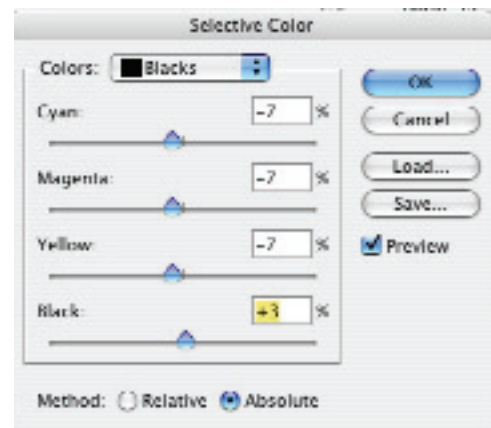 Selective Color
Colors: Blacks
OK
Cyan: -7 %
Cancel
Load...
Magenta: -7 %
Save...
Yellow: -7 %
Preview
Black: +3 %
Method: Relative Absolute